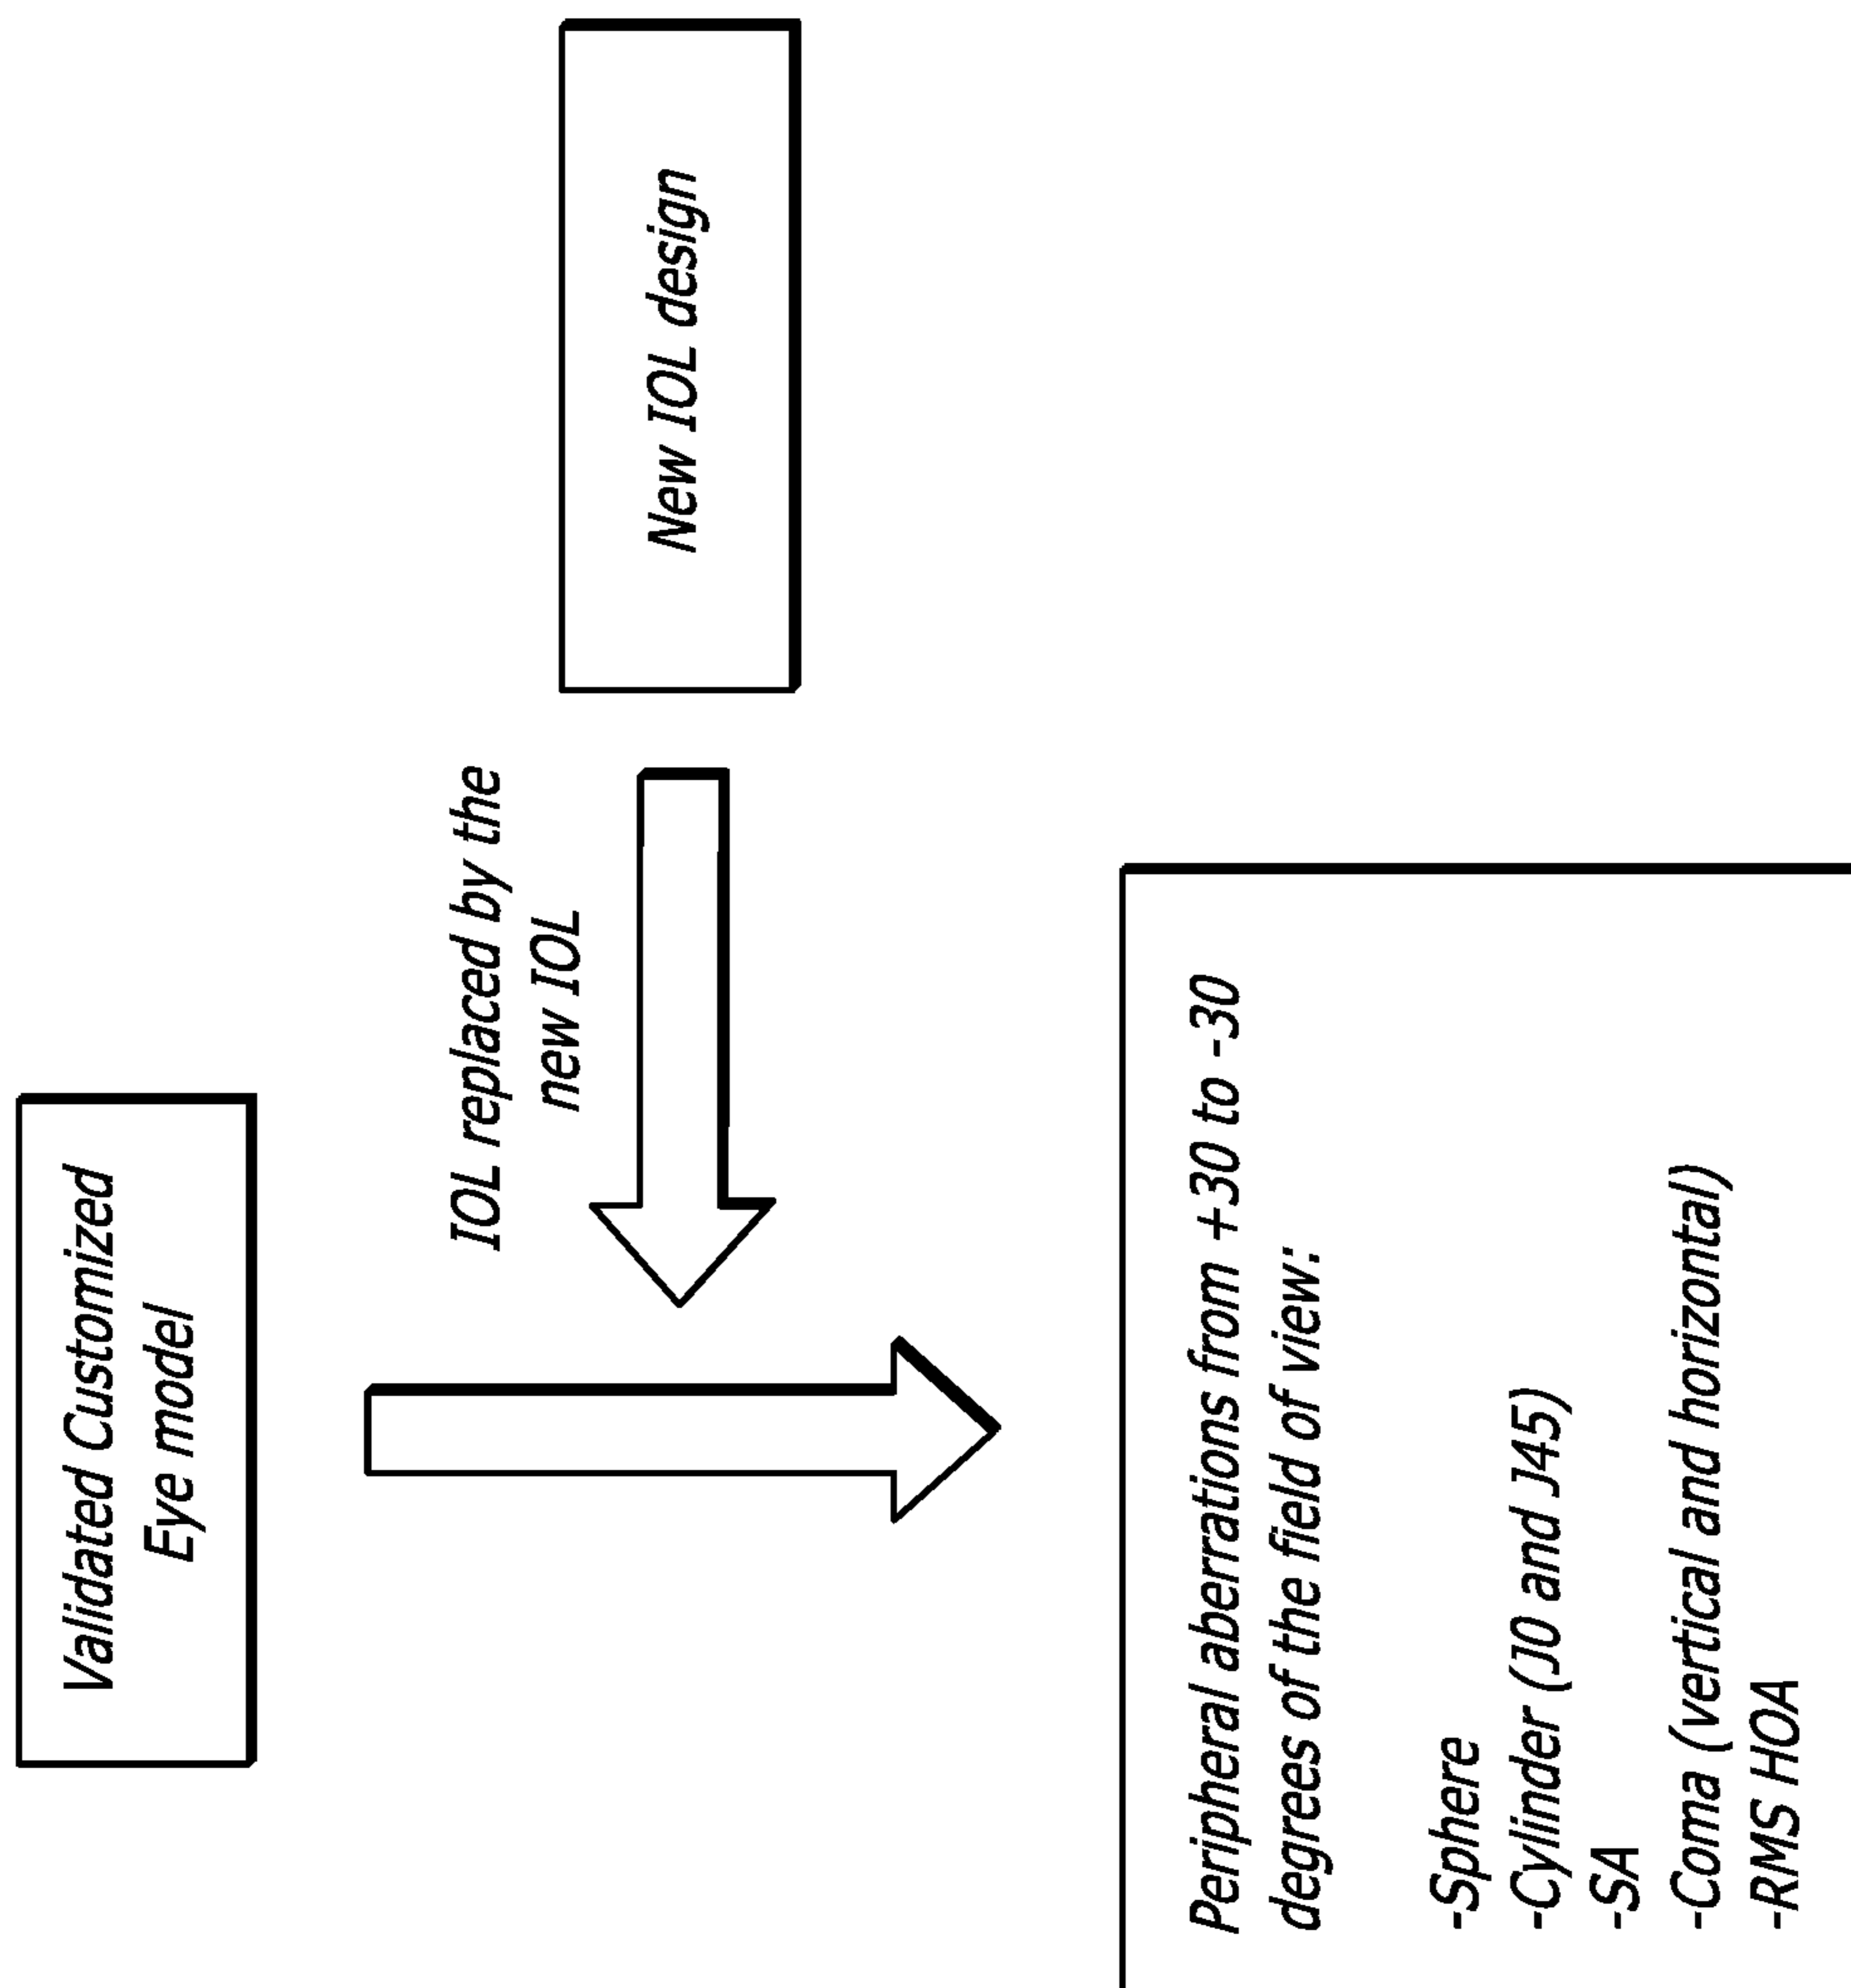 Validated Customized
Eye model
IOL replaced by the
new IOL
New IOL design
Peripheral aberrations from +30 to -30
degrees of the field of view:
-Sphere
-Cylinder (J0 and J45)
-SA
-Coma (vertical and horizontal)
-RMS HOA